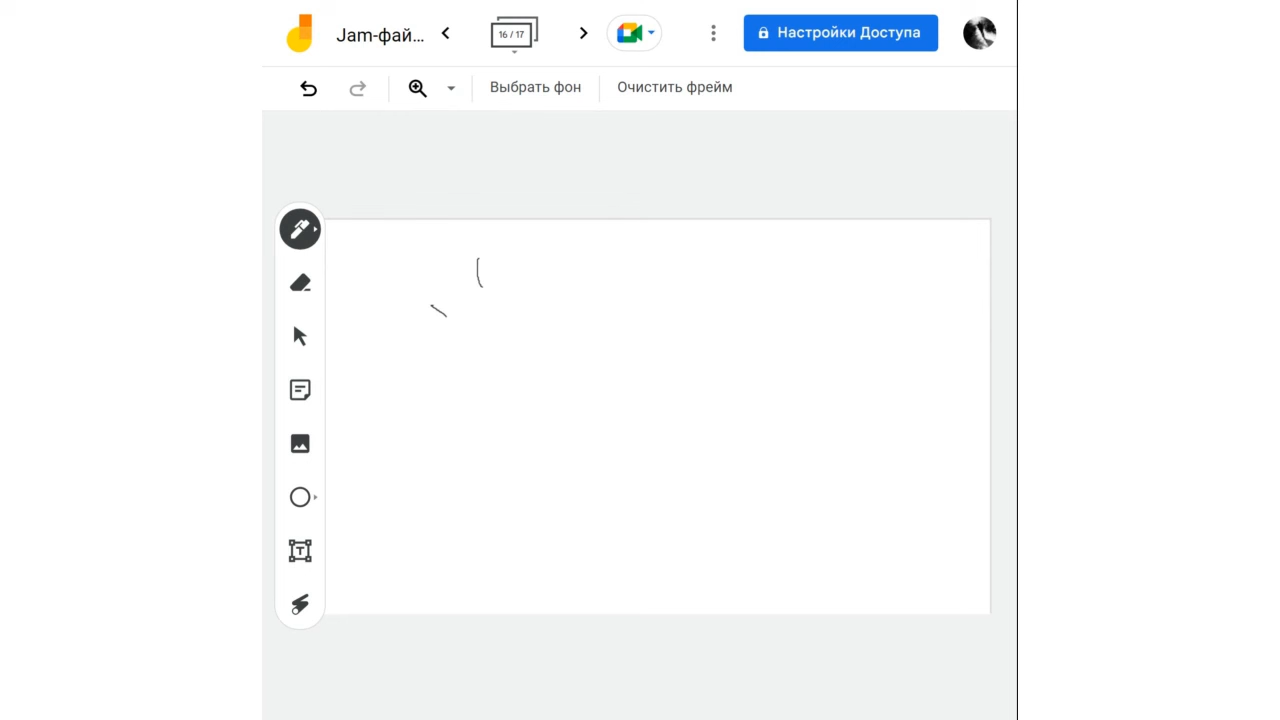 Jam-фай... 16 / 17 Настройки Доступа
Выбрать фон Очистить фрейм